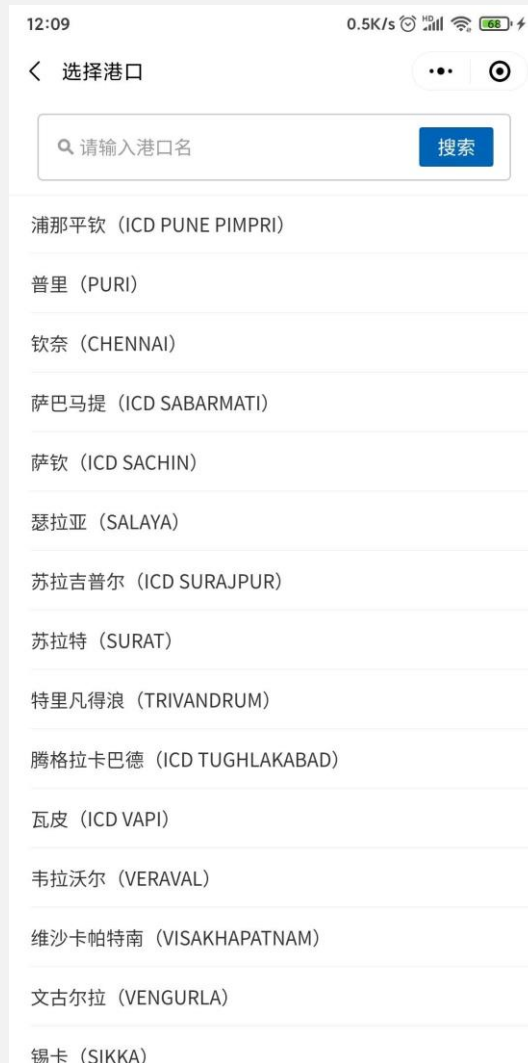 12:09 0.5K/s HD 68
选择港口
请输入港口名 搜索
浦那平钦（ICD PUNE PIMPRI）
普里（PURI）
钦奈（CHENNAI）
萨巴马提（ICD SABARMATI）
萨钦（ICD SACHIN）
瑟拉亚（SALAYA）
苏拉吉普尔（ICD SURAJPUR）
苏拉特（SURAT）
特里凡得浪（TRIVANDRUM）
腾格拉卡巴德（ICD TUGHLAKABAD）
瓦皮（ICD VAPI）
韦拉沃尔（VERAVAL）
维沙卡帕特南（VISAKHAPATNAM）
文古尔拉（VENGURLA）
锡卡（SIKKA）